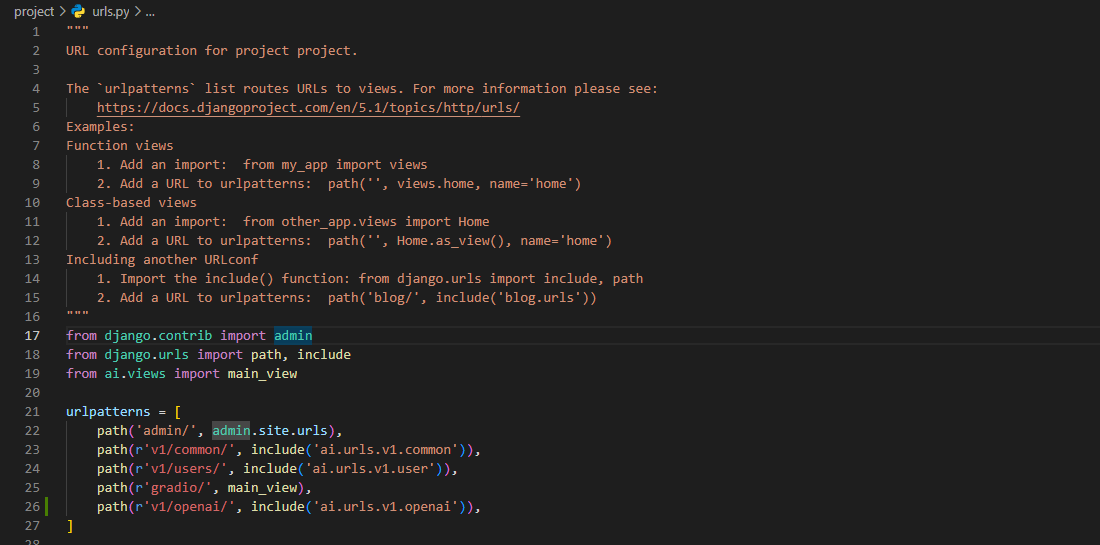 project > urls.py > ...
1 """
2 URL configuration for project project.
3
4 The `urlpatterns` list routes URLs to views. For more information please see:
5     https://docs.djangoproject.com/en/5.1/topics/http/urls/
6 Examples:
7 Function views
8     1. Add an import:  from my_app import views
9     2. Add a URL to urlpatterns:  path('', views.home, name='home')
10 Class-based views
11     1. Add an import:  from other_app.views import Home
12     2. Add a URL to urlpatterns:  path('', Home.as_view(), name='home')
13 Including another URLconf
14     1. Import the include() function: from django.urls import include, path
15     2. Add a URL to urlpatterns:  path('blog/', include('blog.urls'))
16 """
17 from django.contrib import admin
18 from django.urls import path, include
19 from ai.views import main_view
20
21 urlpatterns = [
22     path('admin/', admin.site.urls),
23     path(r'v1/common/', include('ai.urls.v1.common')),
24     path(r'v1/users/', include('ai.urls.v1.user')),
25     path(r'gradio/', main_view),
26     path(r'v1/openai/', include('ai.urls.v1.openai')),
27 ]
28